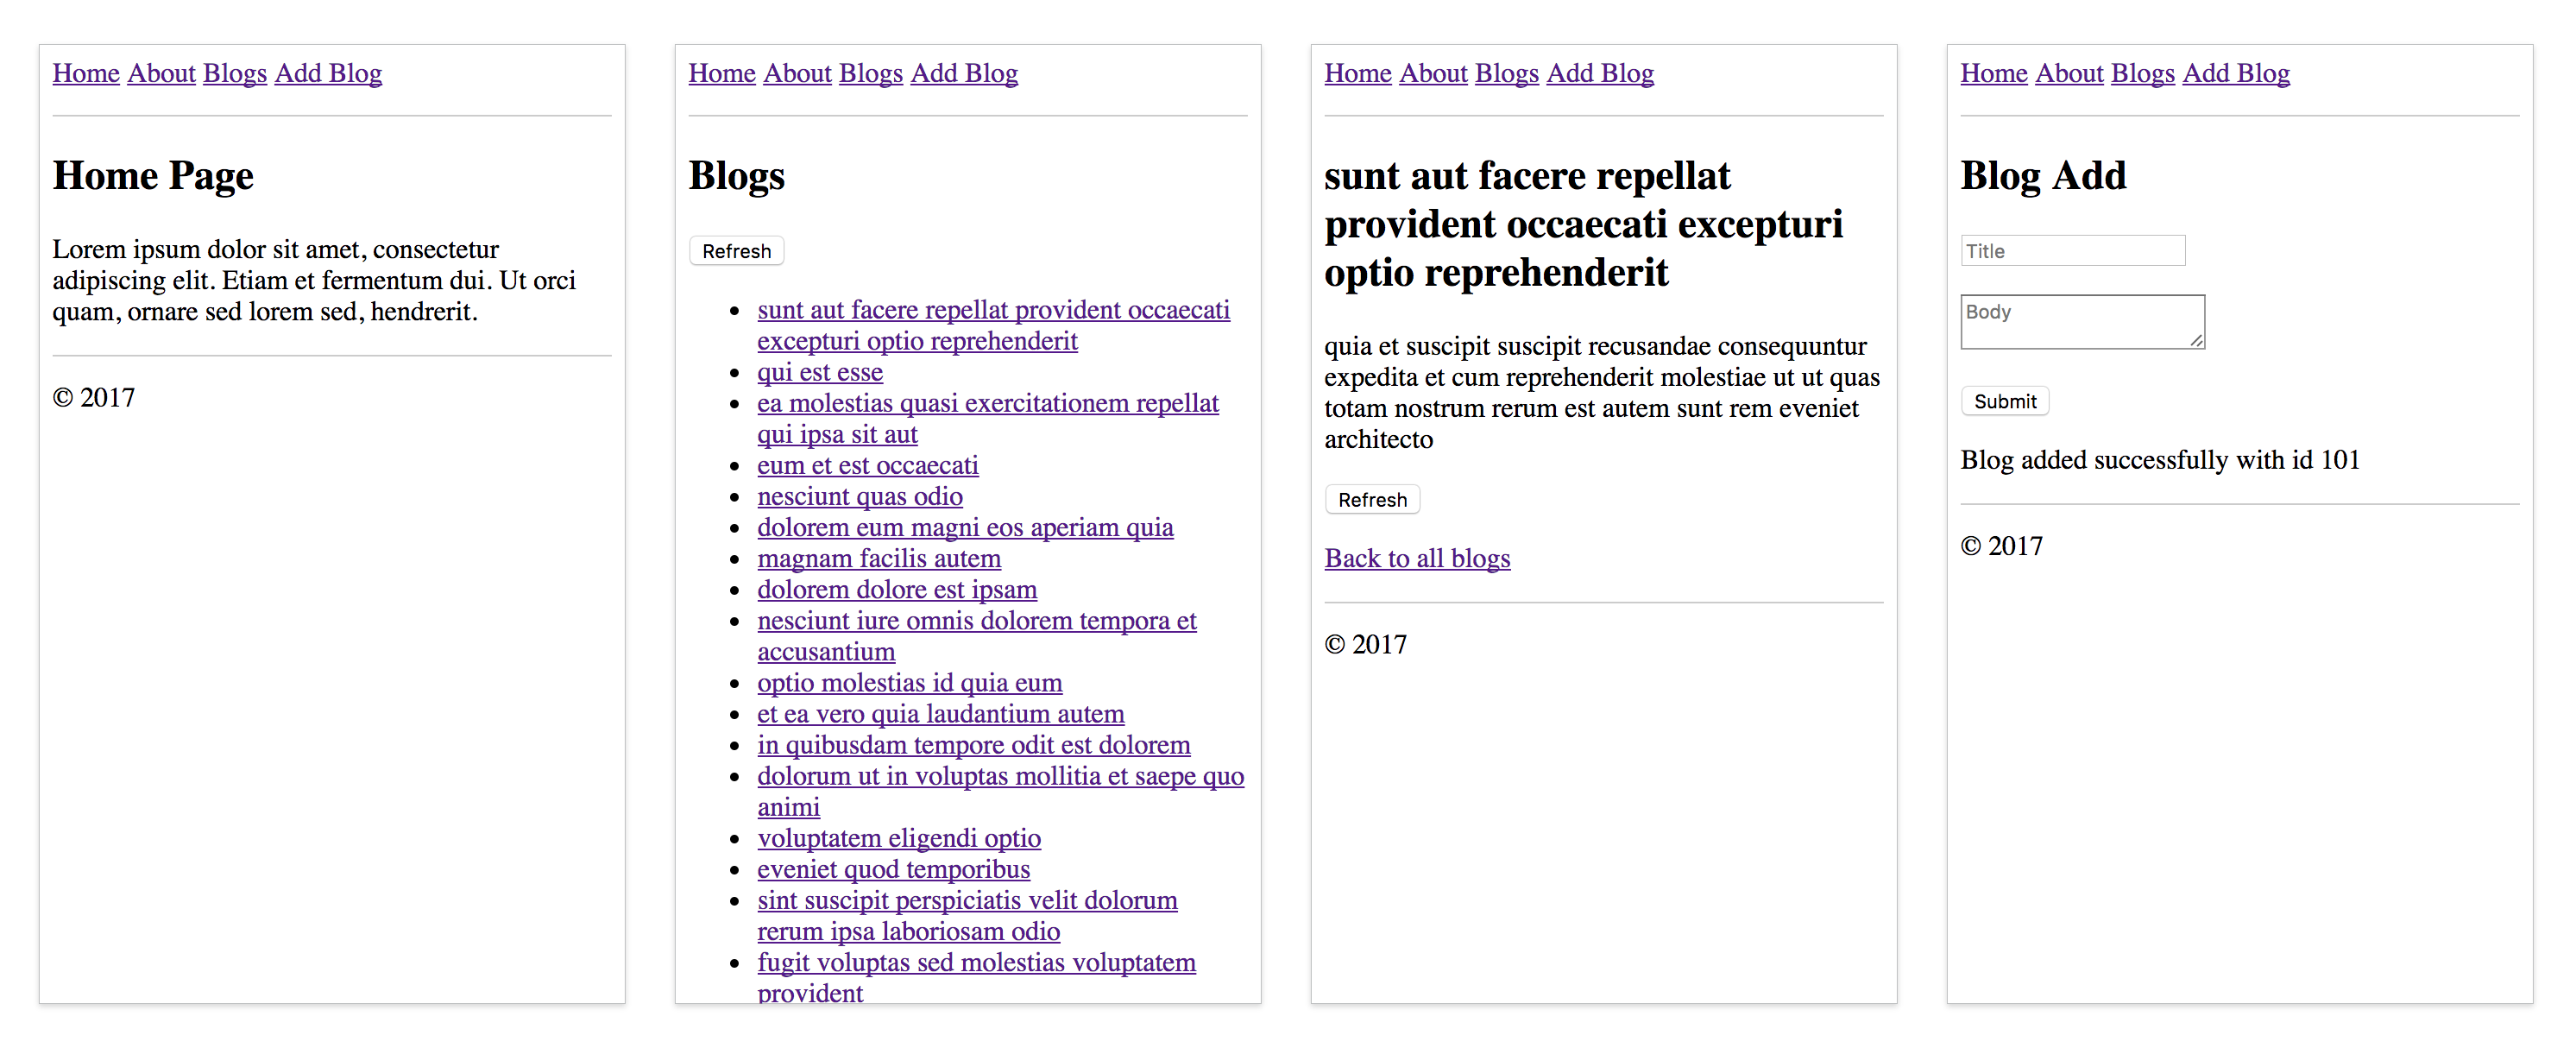 Home About Blogs Add Blog
Home Page
Lorem ipsum dolor sit amet, consectetur
adipiscing elit. Etiam et fermentum dui. Ut orci
quam, ornare sed lorem sed, hendrerit.
© 2017
Home About Blogs Add Blog
Blogs
Refresh
sunt aut facere repellat provident occaecati
excepturi optio reprehenderit
qui est esse
ea molestias quasi exercitationem repellat
qui ipsa sit aut
eum et est occaecati
nesciunt quas odio
dolorem eum magni eos aperiam quia
magnam facilis autem
dolorem dolore est ipsam
nesciunt iure omnis dolorem tempora et
accusantium
optio molestias id quia eum
et ea vero quia laudantium autem
in quibusdam tempore odit est dolorem
dolorum ut in voluptas mollitia et saepe quo
animi
voluptatem eligendi optio
eveniet quod temporibus
sint suscipit perspiciatis velit dolorum
rerum ipsa laboriosam odio
fugit voluptas sed molestias voluptatem
provident
Home About Blogs Add Blog
sunt aut facere repellat
provident occaecati excepturi
optio reprehenderit
quia et suscipit suscipit recusandae consequuntur
expedita et cum reprehenderit molestiae ut ut quas
totam nostrum rerum est autem sunt rem eveniet
architecto
Refresh
Back to all blogs
© 2017
Home About Blogs Add Blog
Blog Add
Title
Body
Submit
Blog added successfully with id 101
© 2017